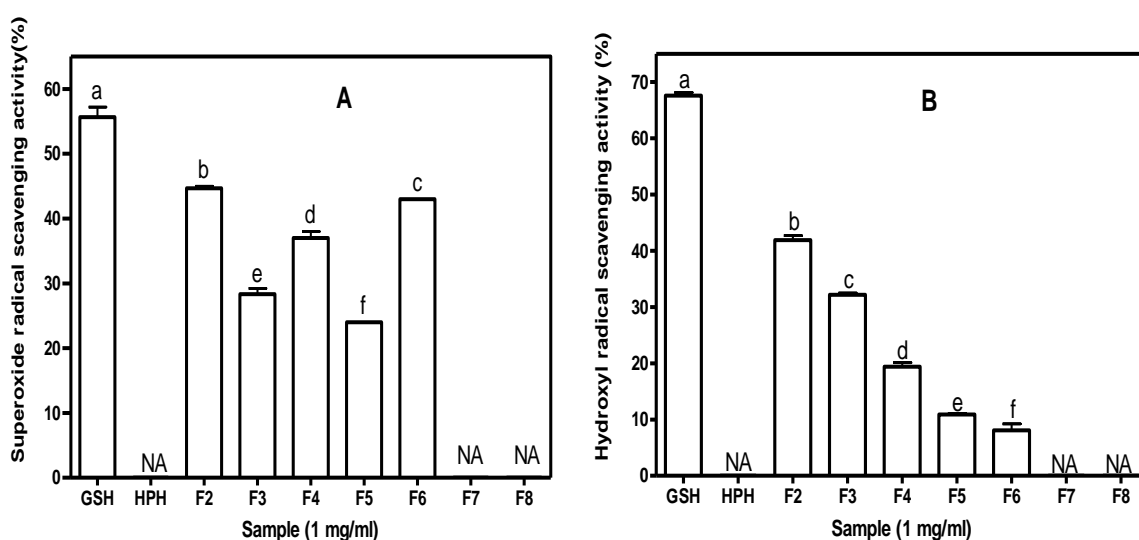 Superoxide radical scavenging activity(%)
A
60
50
40
30
20
10
0
a
NA
b
e
d
f
c
NA
NA
GSH HPH F2 F3 F4 F5 F6 F7 F8
Sample (1 mg/ml)
Hydroxyl radical scavenging activity (%)
B
70
60
50
40
30
20
10
0
a
NA
b
c
d
e
f
NA
NA
GSH HPH F2 F3 F4 F5 F6 F7 F8
Sample (1 mg/ml)